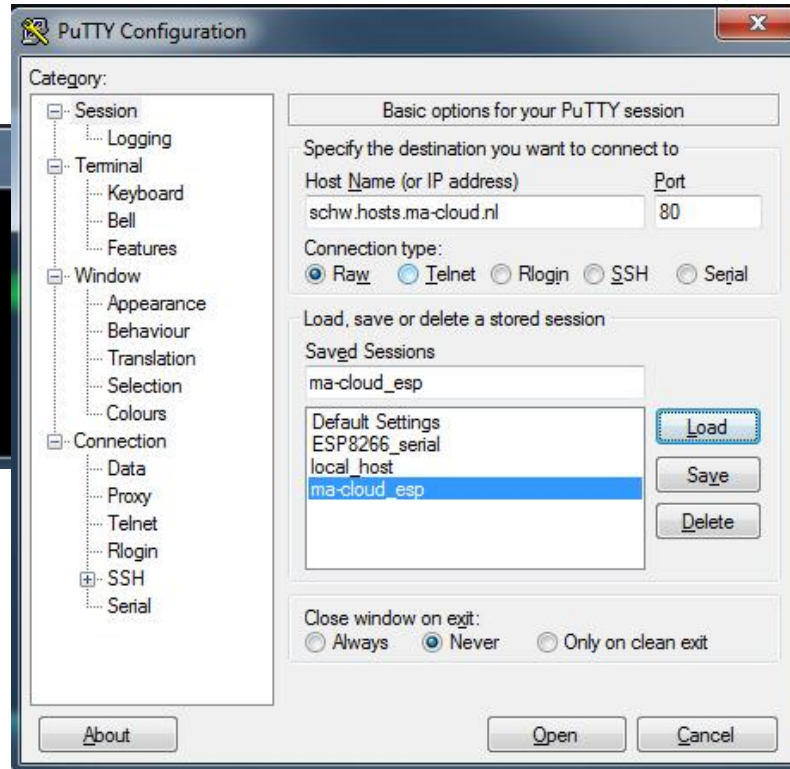 PuTTY Configuration
Category:
Session
Logging
Terminal
Keyboard
Bell
Features
Window
Appearance
Behaviour
Translation
Selection
Colours
Connection
Data
Proxy
Telnet
Rlogin
SSH
Serial
Basic options for your PuTTY session
Specify the destination you want to connect to
Host Name (or IP address) Port
schw.hosts.ma-cloud.nl 80
Connection type:
Raw Telnet Rlogin SSH Serial
Load, save or delete a stored session
Saved Sessions
ma-cloud_esp
Default Settings
ESP8266_serial
local_host
ma-cloud_esp
Load
Save
Delete
Close window on exit:
Always Never Only on clean exit
About Open Cancel